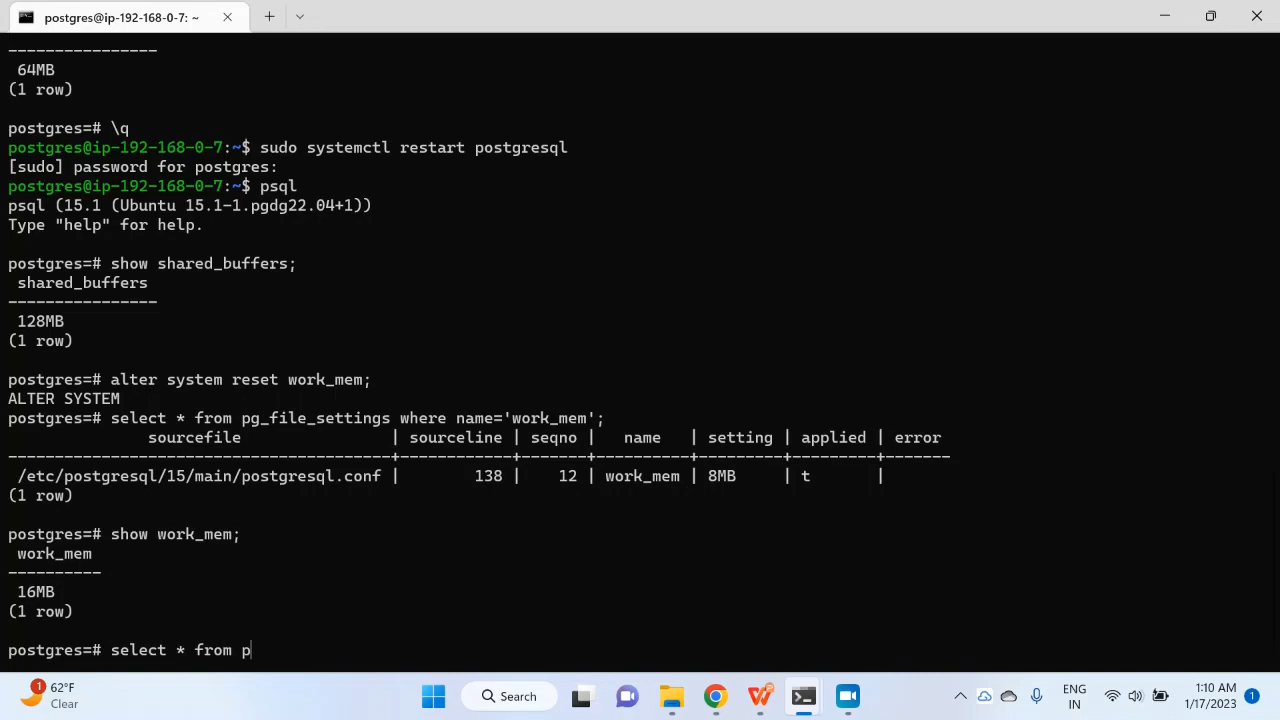 postgres@ip-192-168-0-7: ~
----------------
64MB
(1 row)
postgres=# \q
postgres@ip-192-168-0-7:~$ sudo systemctl restart postgresql
[sudo] password for postgres:
postgres@ip-192-168-0-7:~$ psql
psql (15.1 (Ubuntu 15.1-1.pgdg22.04+1))
Type "help" for help.
postgres=# show shared_buffers;
shared_buffers
----------------
128MB
(1 row)
postgres=# alter system reset work_mem;
ALTER SYSTEM
postgres=# select * from pg_file_settings where name='work_mem';
sourcefile | sourceline | seqno | name | setting | applied | error
-----------------------------------------+------------+-------+----------+---------+---------+-------
/etc/postgresql/15/main/postgresql.conf | 138 | 12 | work_mem | 8MB | t |
(1 row)
postgres=# show work_mem;
work_mem
----------
16MB
(1 row)
postgres=# select * from p
1
62°F
Clear
Search
ENG
IN
1:10 AM
1/17/2023
1